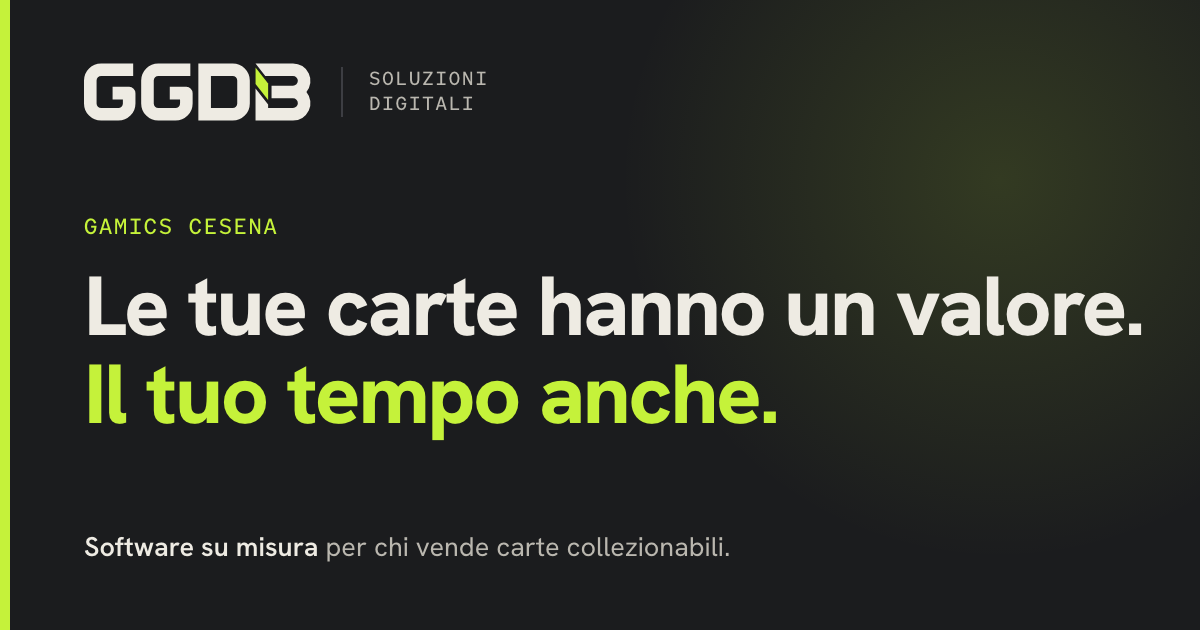 GGDB
SOLUZIONI
DIGITALI
GAMICS CESENA
Le tue carte hanno un valore.
Il tuo tempo anche.
Software su misura per chi vende carte collezionabili.